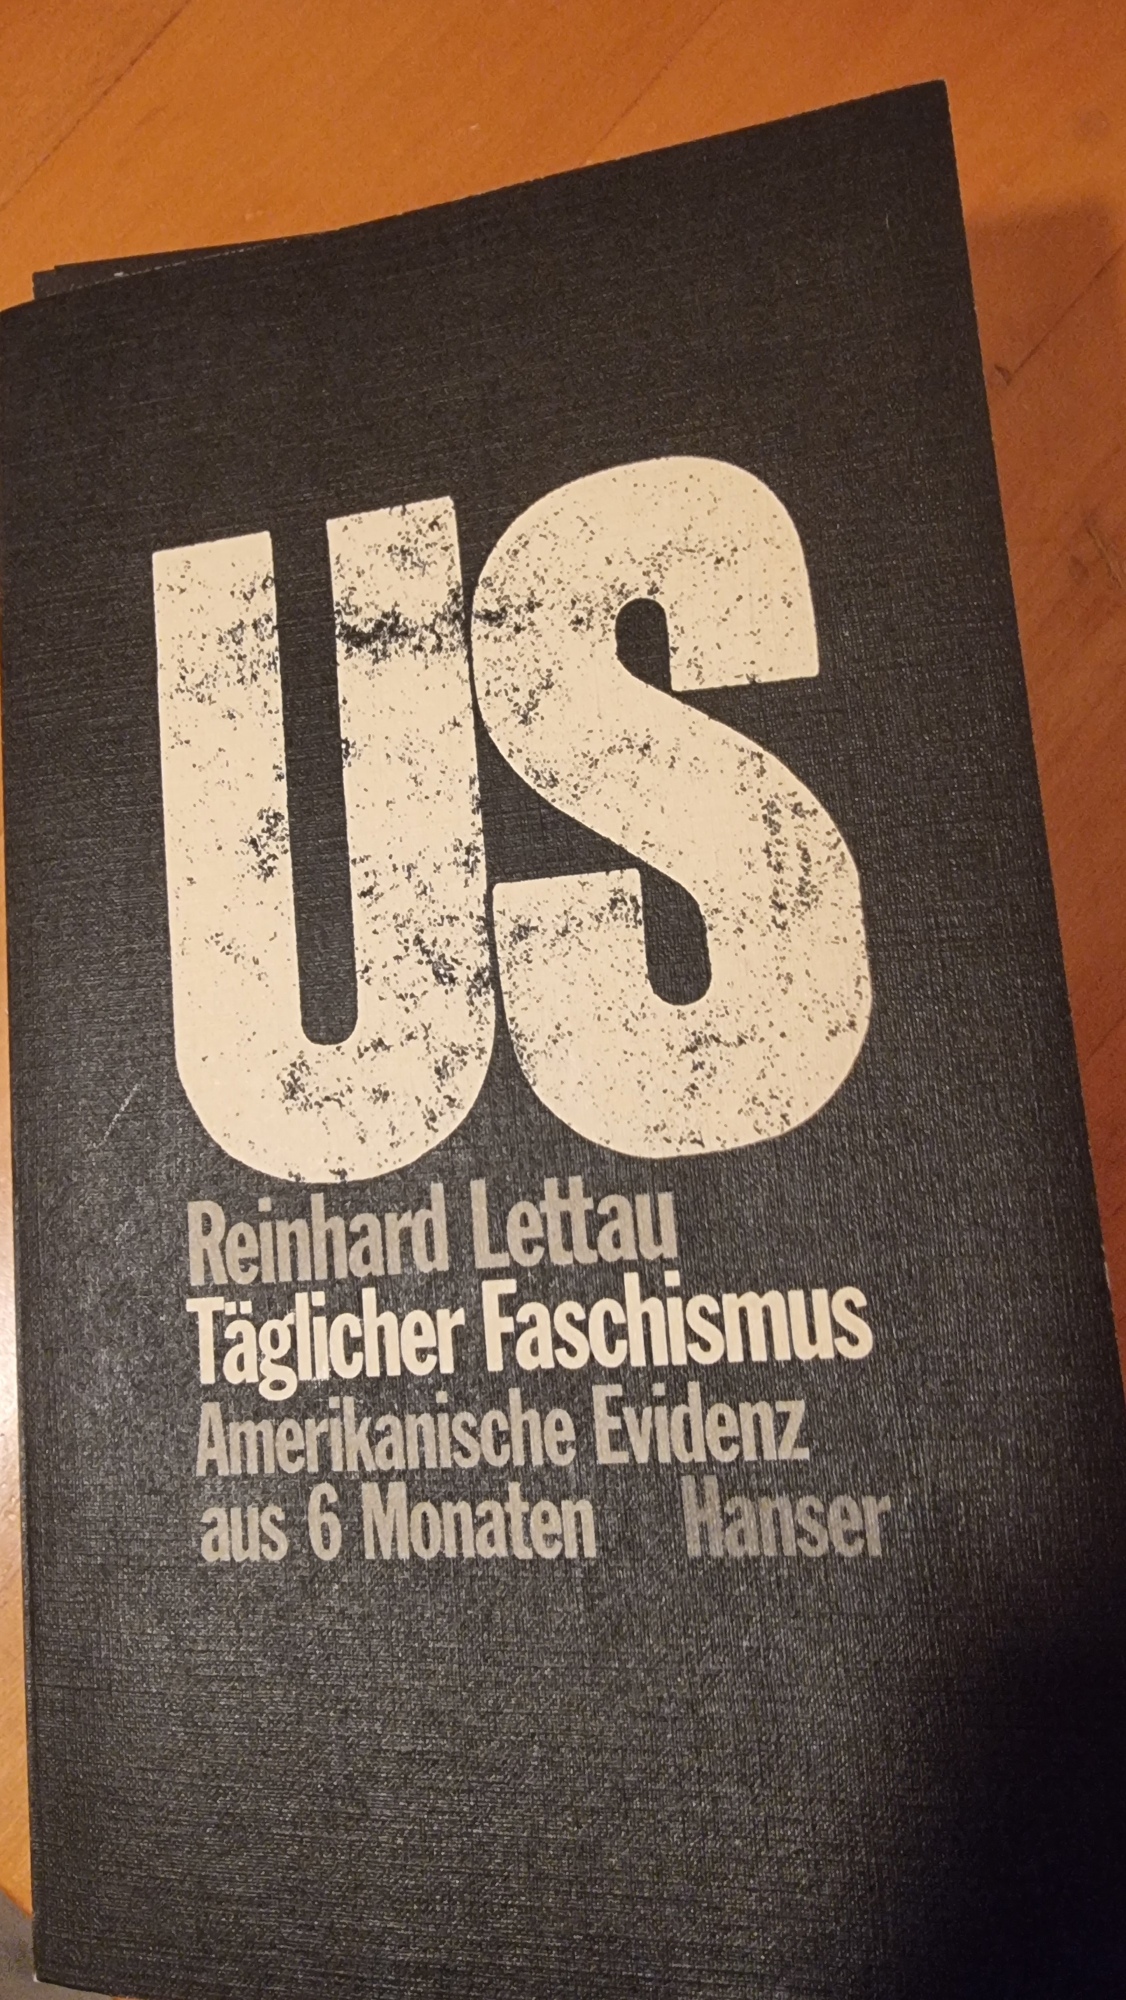 US
Reinhard Lettau
Täglicher Faschismus
Amerikanische Evidenz
aus 6 Monaten Hanser